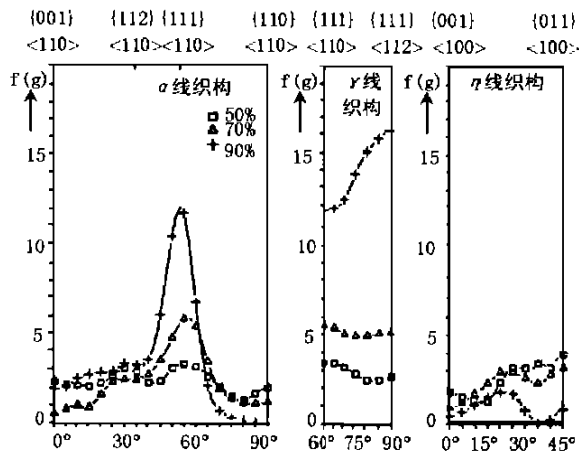 {001} {112} {111} {110} {111} {111} {001} {011}
<110> <110> <110> <110> <110> <112> <100> <100>
f(g) α线织构 f(g) γ线 f(g) η线织构
织构
50%
70%
90%
15 15 15
10 10 10
5 5 5
0 0 0
0° 30° 60° 90° 60° 75° 90° 0° 15° 30° 45°